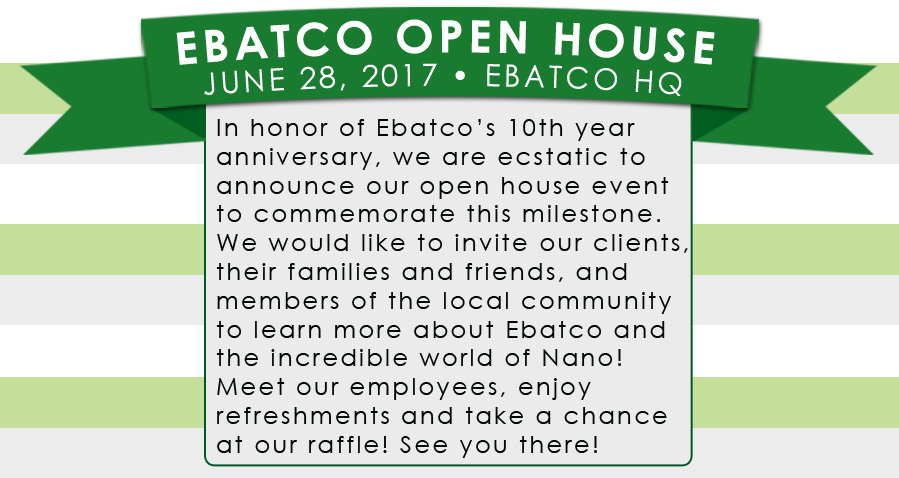 EBATCO OPEN HOUSE
JUNE 28, 2017 • EBATCO HQ
In honor of Ebatco’s 10th year
anniversary, we are ecstatic to
announce our open house event
to commemorate this milestone.
We would like to invite our clients,
their families and friends, and
members of the local community
to learn more about Ebatco and
the incredible world of Nano!
Meet our employees, enjoy
refreshments and take a chance
at our raffle! See you there!